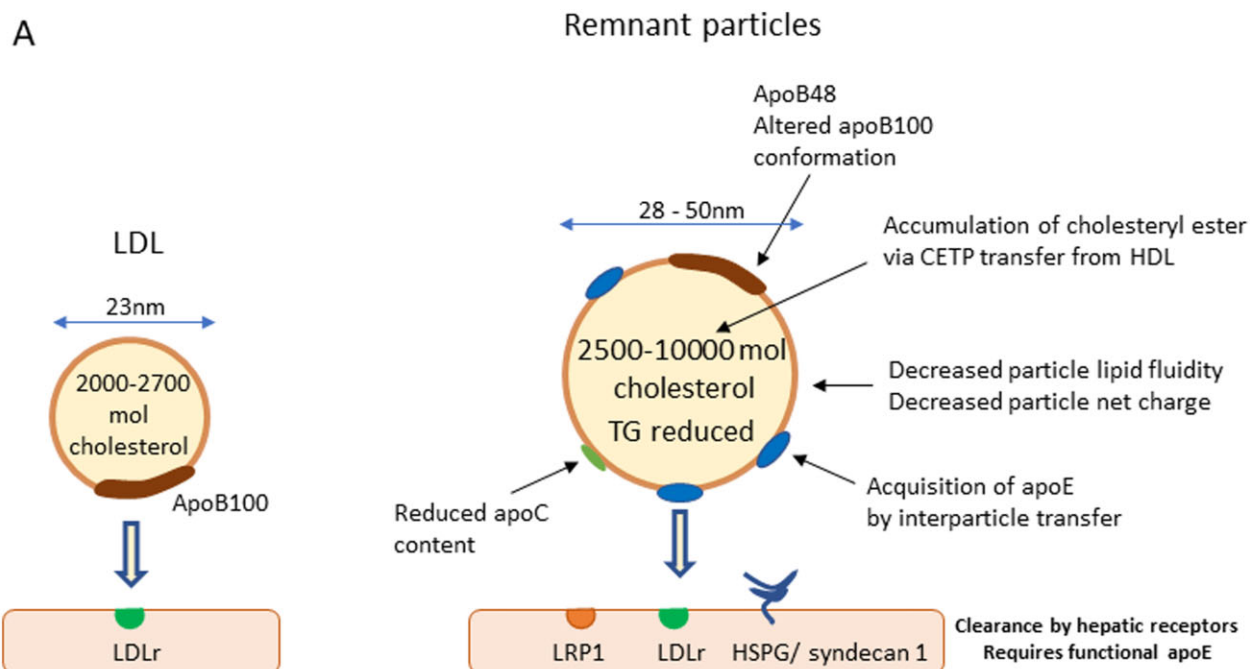 A
Remnant particles
ApoB48
Altered apoB100
conformation
28 - 50nm
Accumulation of cholesteryl ester
via CETP transfer from HDL
LDL
23nm
2500-10000 mol
cholesterol
TG reduced
2000-2700
mol
cholesterol
Decreased particle lipid fluidity
Decreased particle net charge
ApoB100
Reduced apoC
content
Acquisition of apoE
by interparticle transfer
LDLr
LRP1
LDLr
HSPG/ syndecan 1
Clearance by hepatic receptors
Requires functional apoE